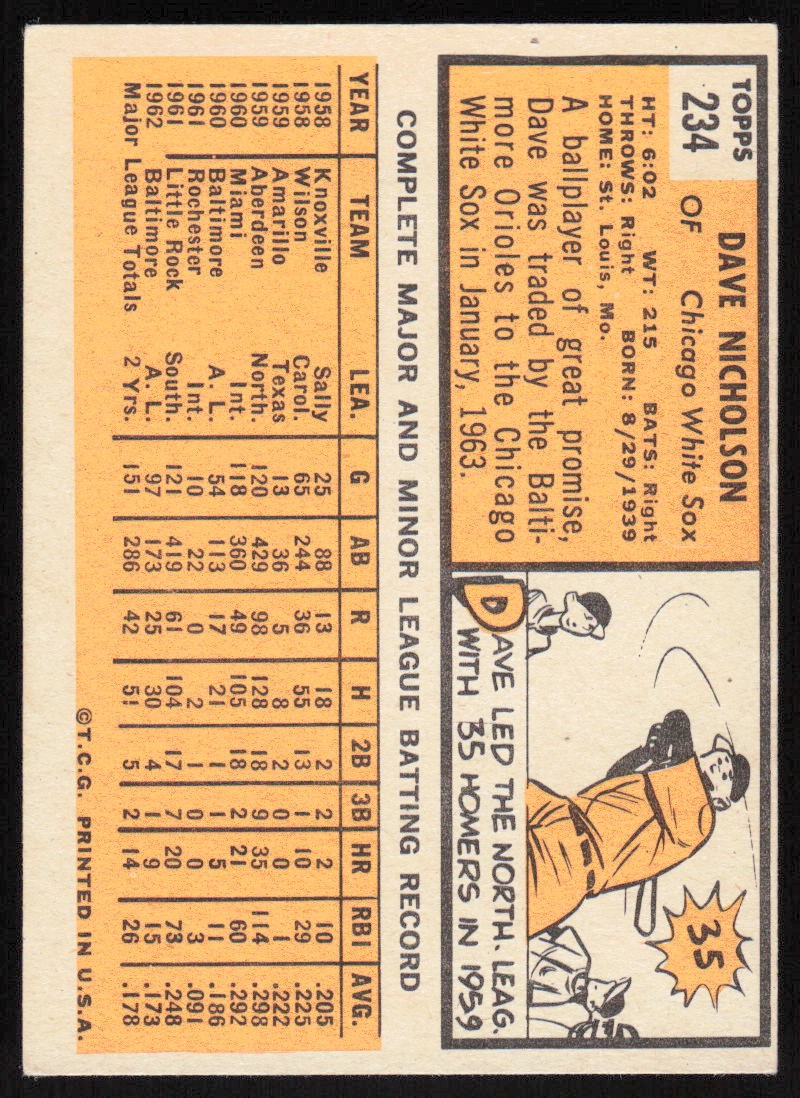 TOPPS
234
DAVE NICHOLSON
OF Chicago White Sox
HT: 6:02 WT: 215 BATS: Right
THROWS: Right BORN: 8/29/1939
HOME: St. Louis, Mo.
A ballplayer of great promise,
Dave was traded by the Balti-
more Orioles to the Chicago
White Sox in January, 1963.
35
DAVE LED THE NORTH. LEAG.
WITH 35 HOMERS IN 1959
COMPLETE MAJOR AND MINOR LEAGUE BATTING RECORD
YEAR TEAM LEA. G AB R H 2B 3B HR RBI AVG.
1958 Knoxville Sally 25 88 13 18 2 2 2 10 .205
1958 Wilson Carol. 65 244 36 55 13 1 10 29 .225
1959 Amarillo Texas 13 36 5 8 2 0 0 1 .222
1959 Aberdeen North. 120 429 98 128 18 9 35 114 .298
1960 Miami Int. 118 360 49 105 18 2 21 60 .292
1960 Baltimore A. L. 54 113 17 21 1 1 5 11 .186
1961 Rochester Int. 10 22 0 2 1 0 0 3 .091
1961 Little Rock South. 121 419 61 104 17 7 20 73 .248
1962 Baltimore A. L. 97 173 25 30 4 1 9 15 .173
Major League Totals 2 Yrs. 151 286 42 51 5 2 14 26 .178
©T.C.G. PRINTED IN U.S.A.